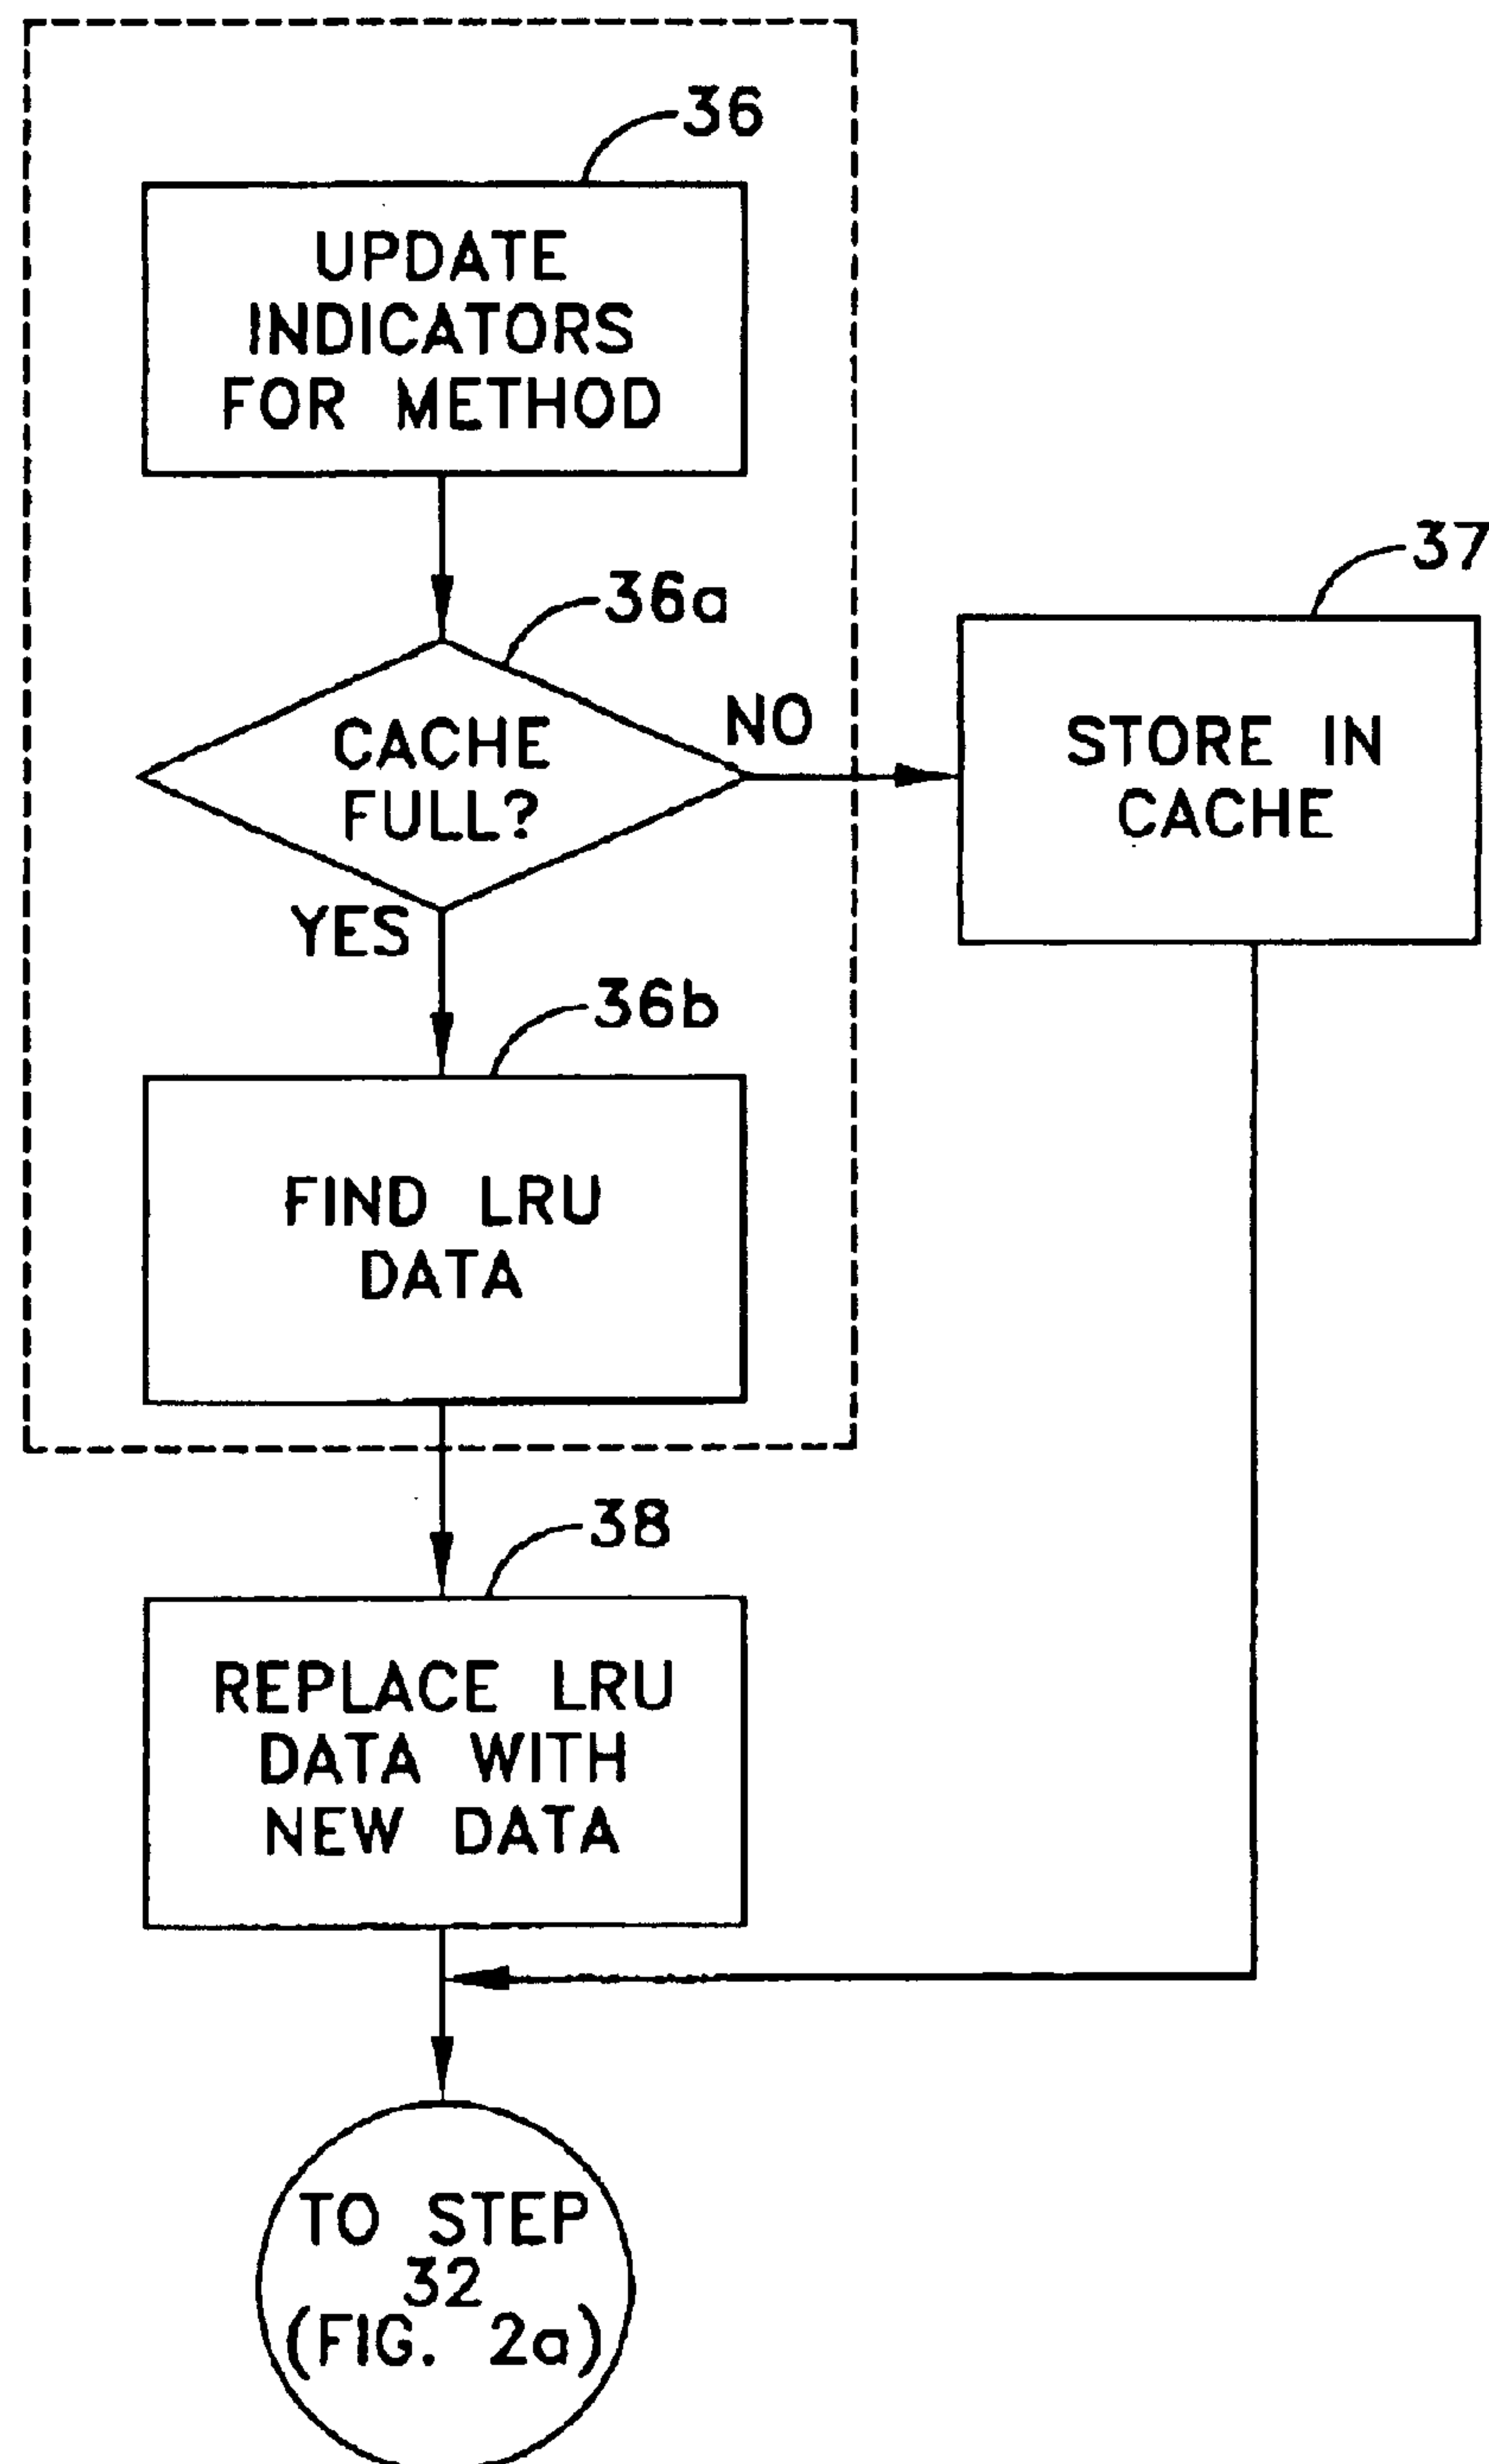 36
UPDATE
INDICATORS
FOR METHOD
36a
CACHE
FULL?
NO
YES
37
STORE IN
CACHE
36b
FIND LRU
DATA
38
REPLACE LRU
DATA WITH
NEW DATA
TO STEP
32
(FIG. 2a)